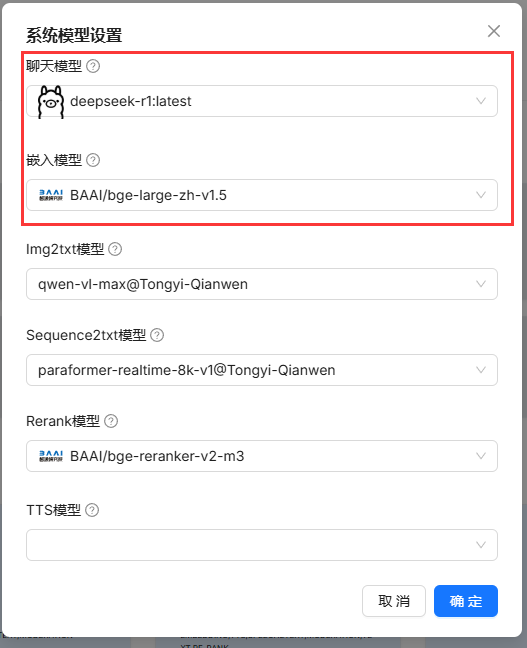 系统模型设置
聊天模型
deepseek-r1:latest
嵌入模型
BAAI
BAAI/bge-large-zh-v1.5
Img2txt模型
qwen-vl-max@Tongyi-Qianwen
Sequence2txt模型
paraformer-realtime-8k-v1@Tongyi-Qianwen
Rerank模型
BAAI
BAAI/bge-reranker-v2-m3
TTS模型
取 消
确 定